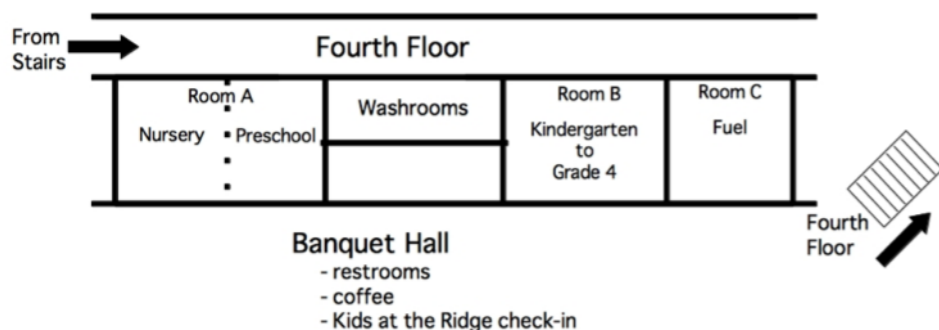 From
Stairs
Fourth Floor
Room A
Nursery
Preschool
Washrooms
Room B
Kindergarten
to
Grade 4
Room C
Fuel
Fourth
Floor
Banquet Hall
- restrooms
- coffee
- Kids at the Ridge check-in